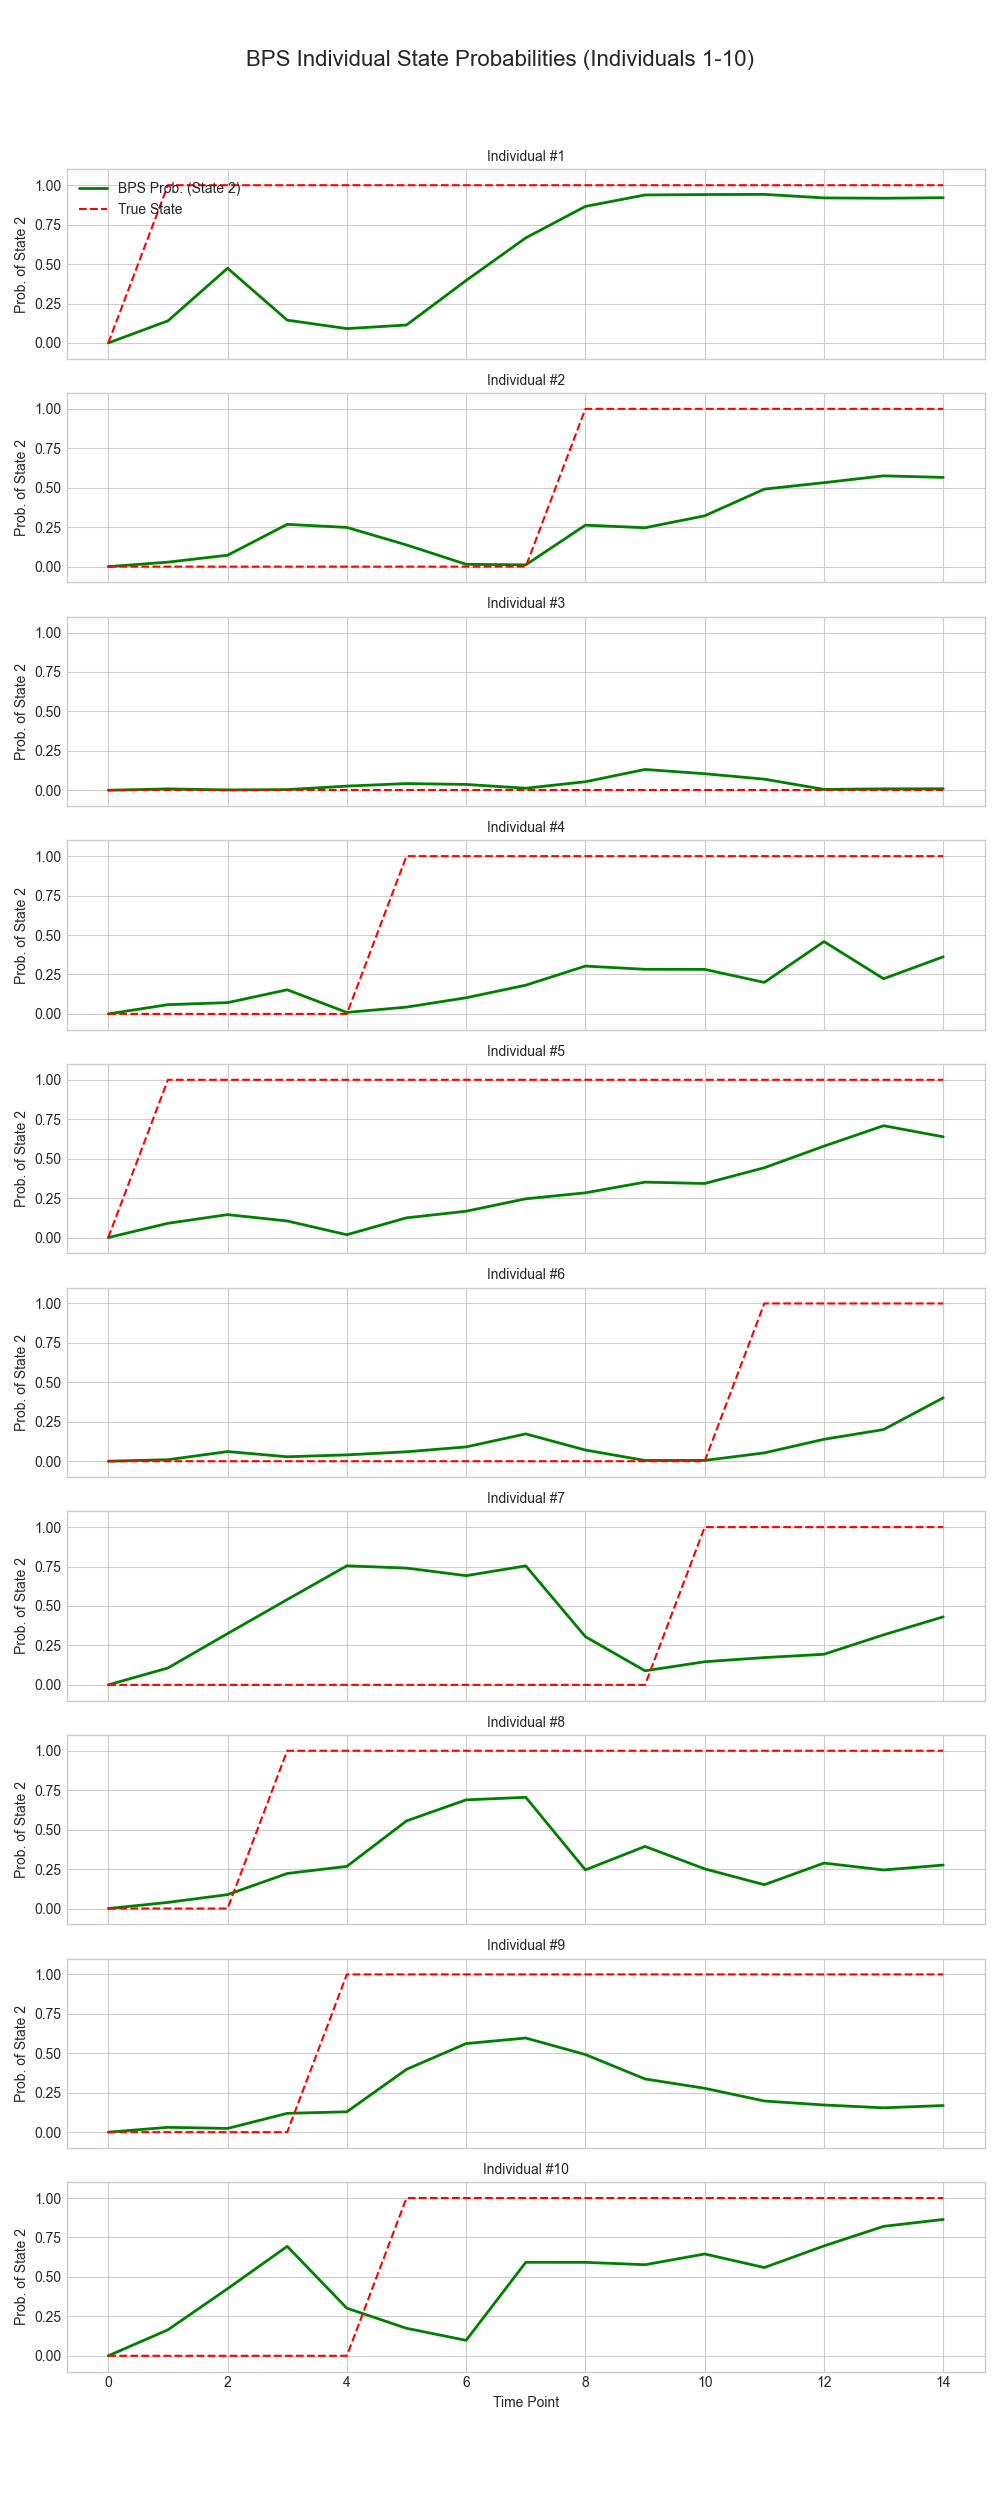 BPS Individual State Probabilities (Individuals 1-10)
Individual #1
1.00
0.75
0.50
0.25
0.00
Prob. of State 2
BPS Prob. (State 2)
True State
Individual #2
1.00
0.75
0.50
0.25
0.00
Prob. of State 2
Individual #3
1.00
0.75
0.50
0.25
0.00
Prob. of State 2
Individual #4
1.00
0.75
0.50
0.25
0.00
Prob. of State 2
Individual #5
1.00
0.75
0.50
0.25
0.00
Prob. of State 2
Individual #6
1.00
0.75
0.50
0.25
0.00
Prob. of State 2
Individual #7
1.00
0.75
0.50
0.25
0.00
Prob. of State 2
Individual #8
1.00
0.75
0.50
0.25
0.00
Prob. of State 2
Individual #9
1.00
0.75
0.50
0.25
0.00
Prob. of State 2
Individual #10
1.00
0.75
0.50
0.25
0.00
Prob. of State 2
0 2 4 6 8 10 12 14
Time Point